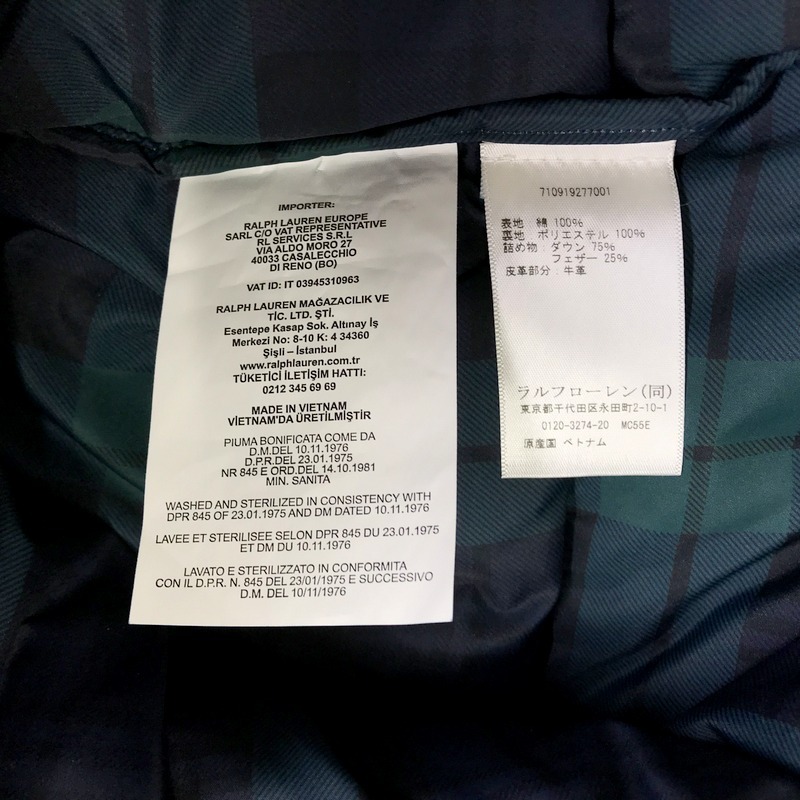 IMPORTER:
RALPH LAUREN EUROPE
SARL C/O VAT REPRESENTATIVE
RL SERVICES S.R.L
VIA ALDO MORO 27
40033 CASALECCHIO
DI RENO (BO)
VAT ID: IT 03945310963
RALPH LAUREN MAĞAZACILIK VE
TİC. LTD. ŞTİ.
Esentepe Kasap Sok. Altınay İş
Merkezi No: 8-10 K: 4 34360
Şişli – İstanbul
www.ralphlauren.com.tr
TÜKETİCİ İLETİŞİM HATTI:
0212 345 69 69
MADE IN VIETNAM
VİETNAM'DA ÜRETİLMİŞTİR
PIUMA BONIFICATA COME DA
D.M.DEL 10.11.1976
D.P.R.DEL 23.01.1975
NR 845 E ORD.DEL 14.10.1981
MIN. SANITA
WASHED AND STERILIZED IN CONSISTENCY WITH
DPR 845 OF 23.01.1975 AND DM DATED 10.11.1976
LAVEE ET STERILISEE SELON DPR 845 DU 23.01.1975
ET DM DU 10.11.1976
LAVATO E STERILIZZATO IN CONFORMITA
CON IL D.P.R. N. 845 DEL 23/01/1975 E SUCCESSIVO
D.M. DEL 10/11/1976
710919277001
表地 綿 100%
裏地 ポリエステル 100%
詰め物: ダウン 75%
フェザー 25%
皮革部分: 牛革
ラルフローレン(同)
東京都千代田区永田町2-10-1
0120-3274-20 MC55E
原産国 ベトナム